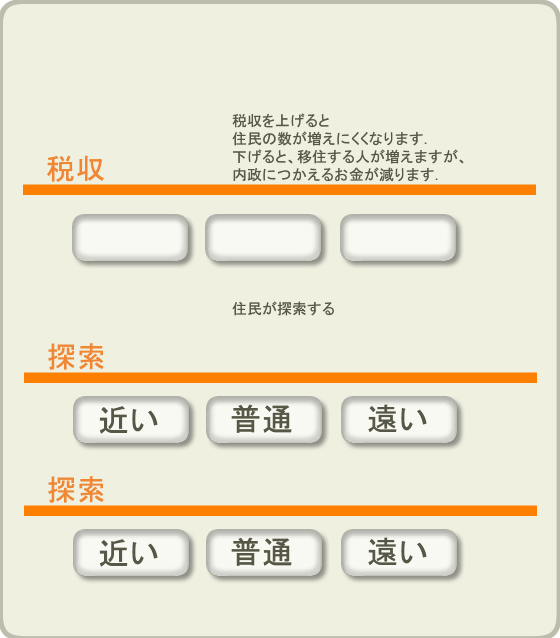 税収を上げると
住民の数が増えにくくなります.
下げると、移住する人が増えますが、
内政につかえるお金が減ります.
税収
住民が探索する
探索
近い 普通 遠い
探索
近い 普通 遠い